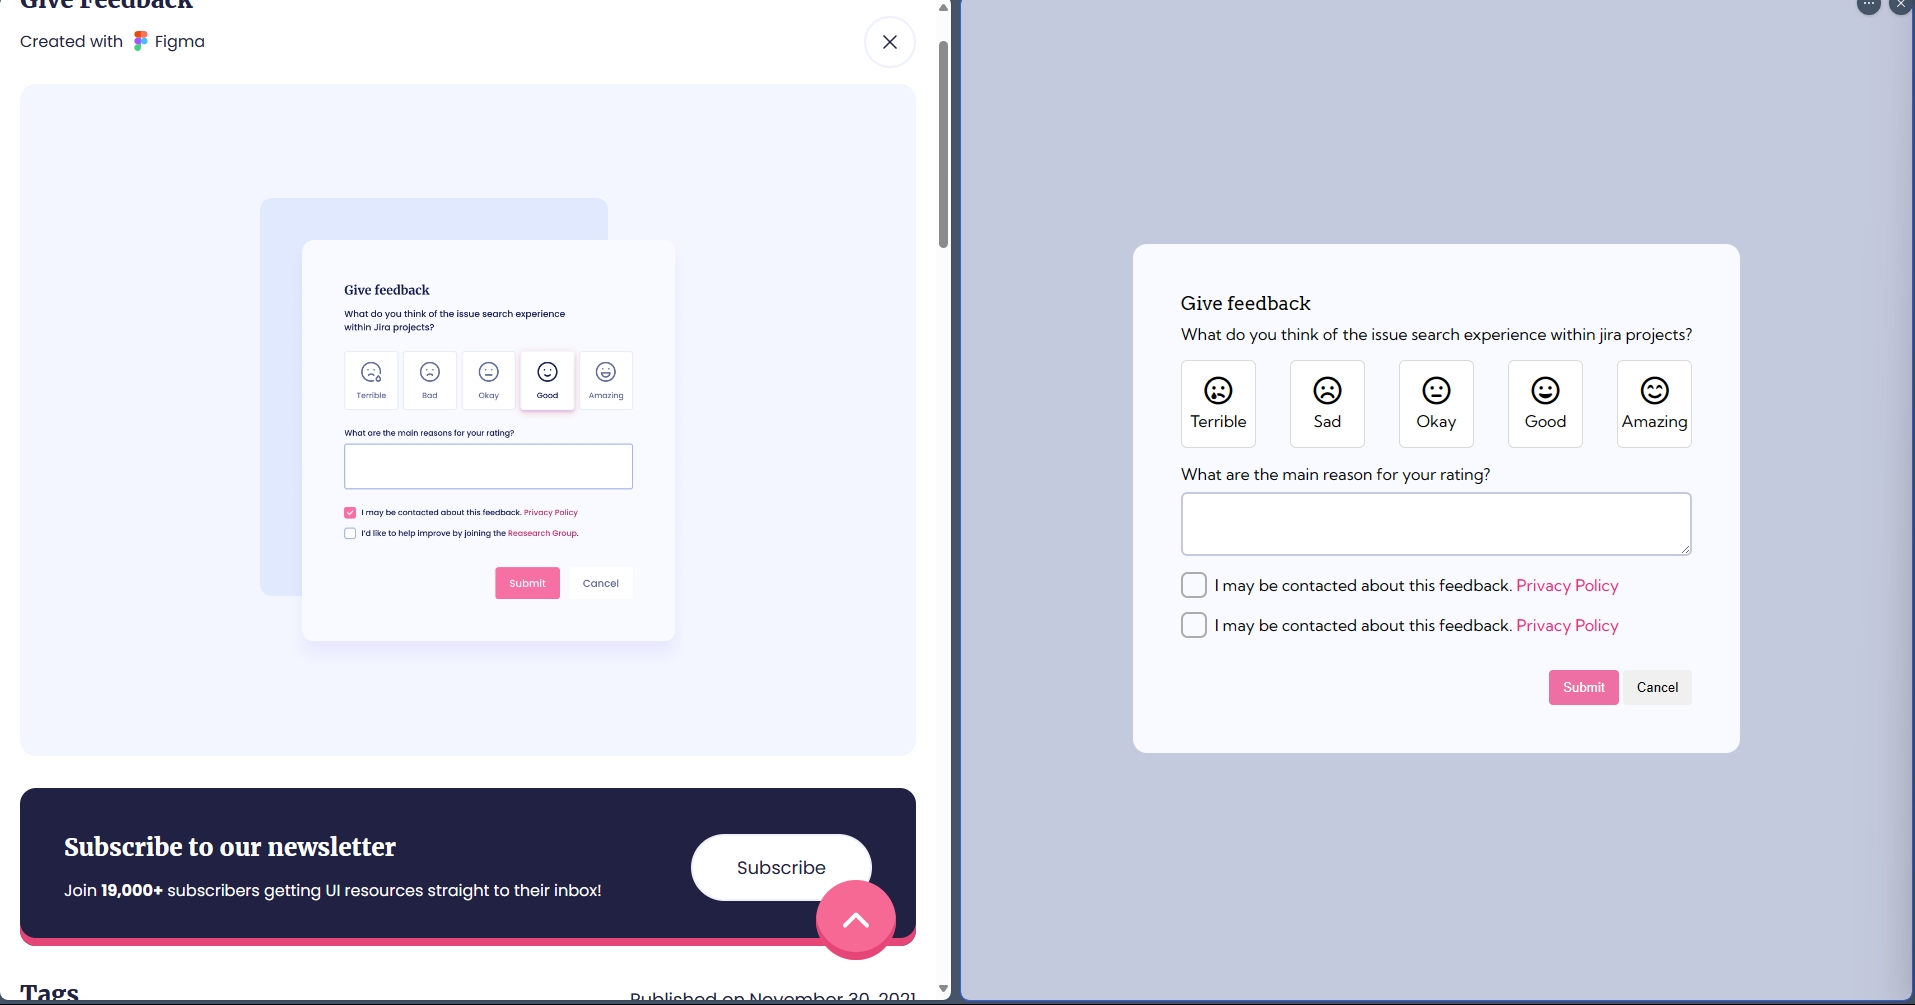 Give Feedback
Created with Figma
Give feedback
What do you think of the issue search experience
within Jira projects?
Terrible Bad Okay Good Amazing
What are the main reasons for your rating?
I may be contacted about this feedback. Privacy Policy
I'd like to help improve by joining the Reasearch Group.
Submit Cancel
Subscribe to our newsletter
Join 19,000+ subscribers getting UI resources straight to their inbox!
Subscribe
Tags
Published on November 30, 2021
Give feedback
What do you think of the issue search experience within jira projects?
Terrible Sad Okay Good Amazing
What are the main reason for your rating?
I may be contacted about this feedback. Privacy Policy
I may be contacted about this feedback. Privacy Policy
Submit Cancel